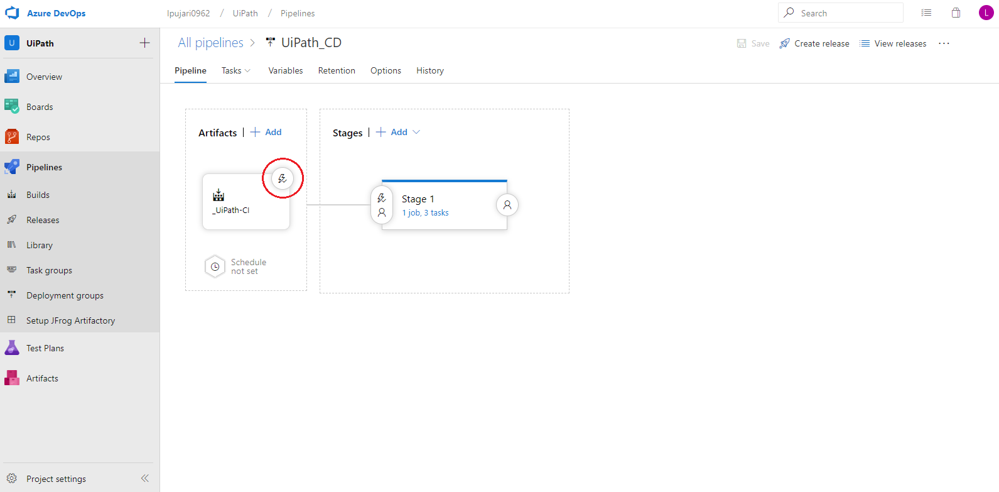 Azure DevOps
lpujari0962 / UiPath / Pipelines
Search
L
U UiPath
Overview
Boards
Repos
Pipelines
Builds
Releases
Library
Task groups
Deployment groups
Setup JFrog Artifactory
Test Plans
Artifacts
Project settings
All pipelines > UiPath_CD
Save
Create release
View releases
Pipeline Tasks Variables Retention Options History
Artifacts | + Add
_UiPath-CI
Schedule
not set
Stages | + Add
Stage 1
1 job, 3 tasks